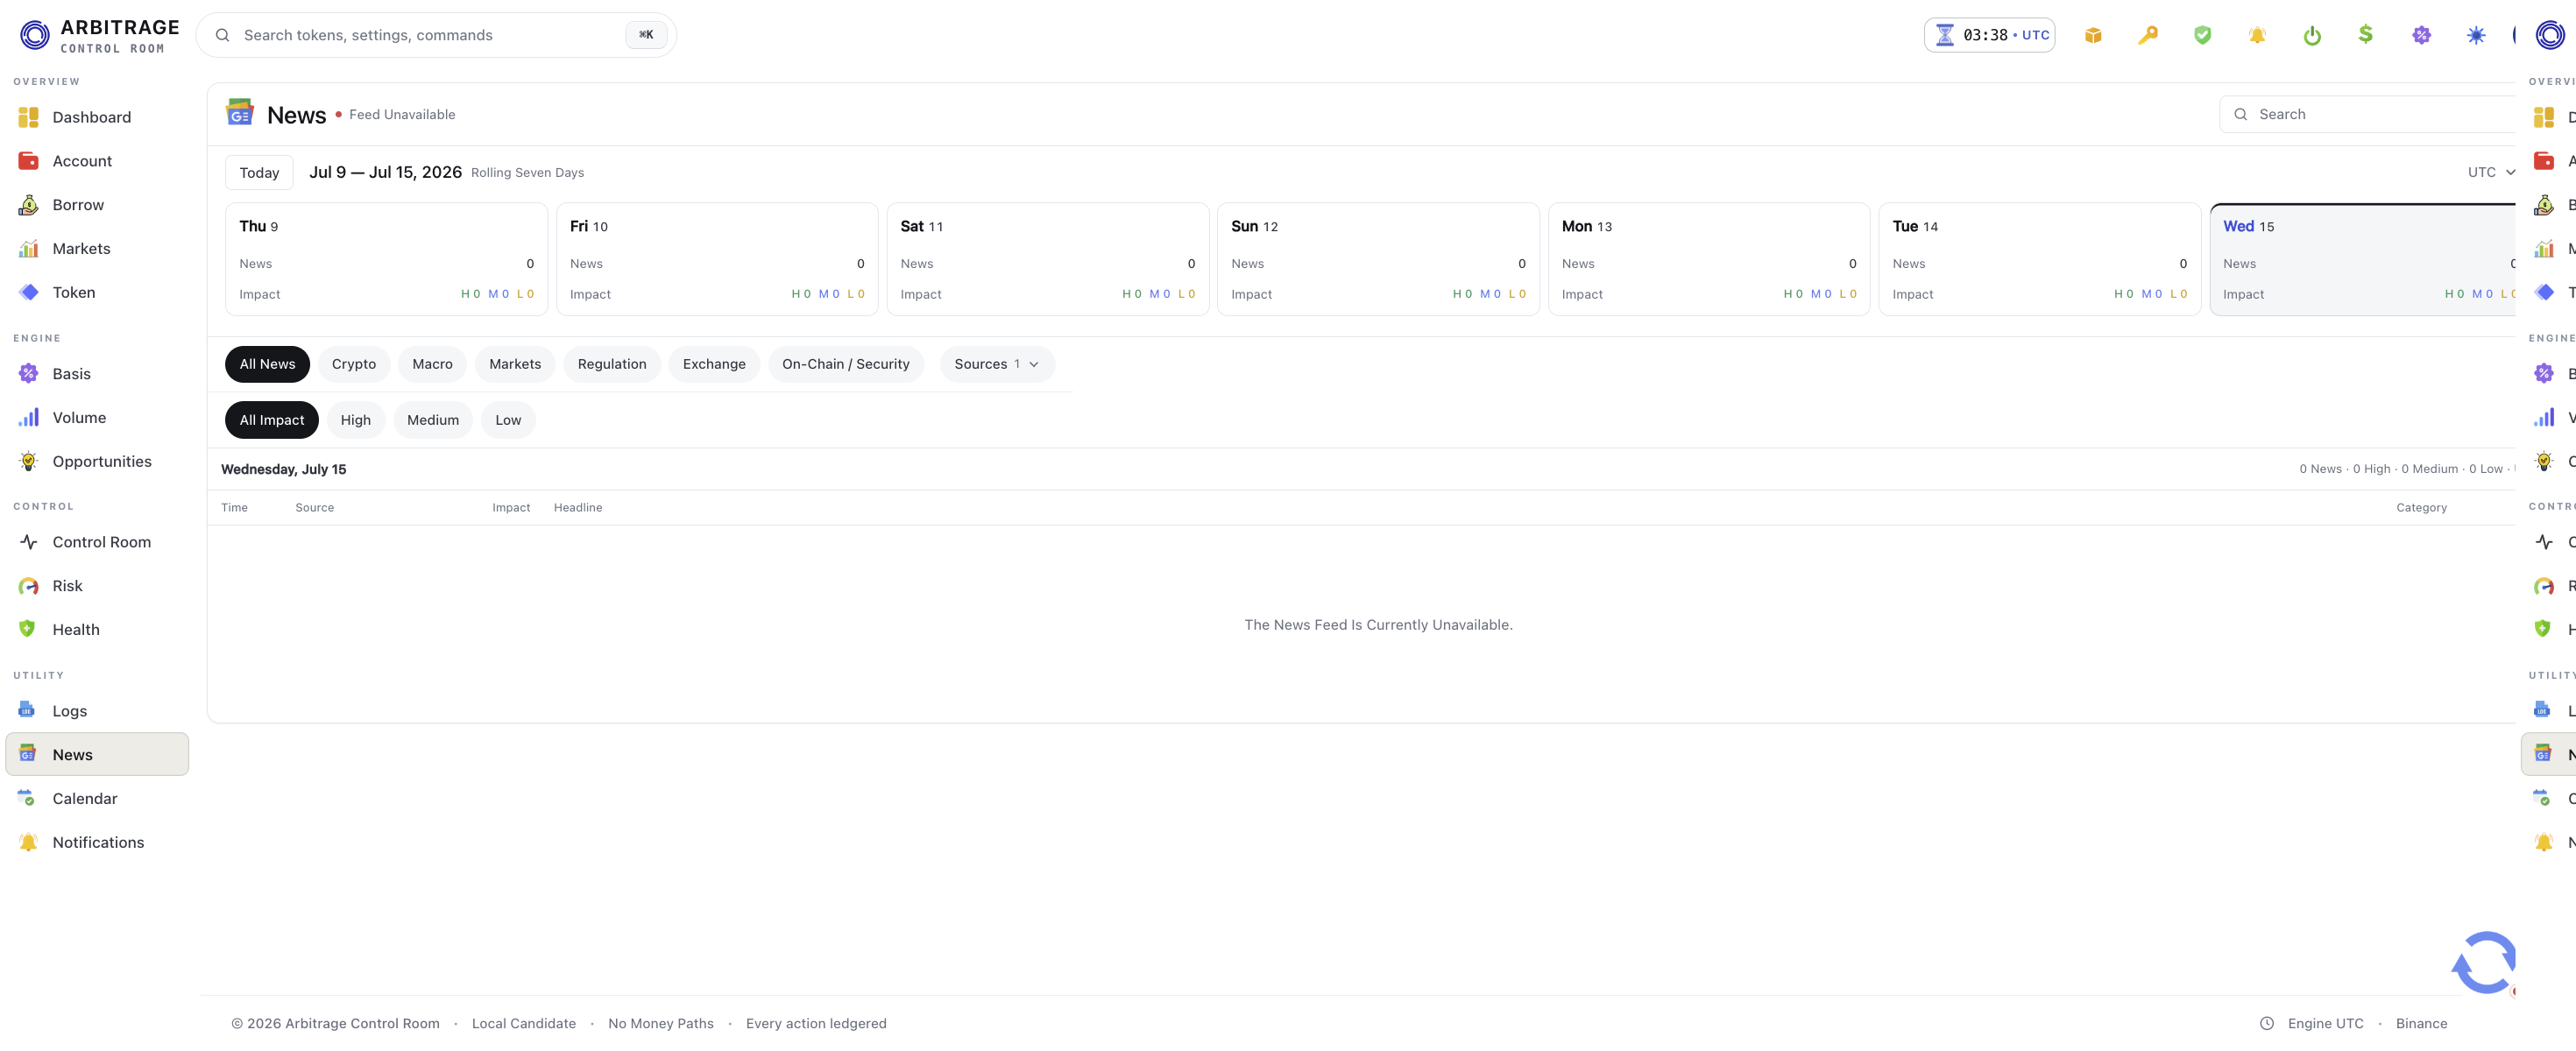 ARBITRAGE
CONTROL ROOM
Search tokens, settings, commands
⌘K
03:38 • UTC
OVERVIEW
Dashboard
Account
Borrow
Markets
Token
ENGINE
Basis
Volume
Opportunities
CONTROL
Control Room
Risk
Health
UTILITY
Logs
News
Calendar
Notifications
News • Feed Unavailable
Search
Today Jul 9 — Jul 15, 2026 Rolling Seven Days
UTC
Thu 9
News 0
Impact H 0 M 0 L 0
Fri 10
News 0
Impact H 0 M 0 L 0
Sat 11
News 0
Impact H 0 M 0 L 0
Sun 12
News 0
Impact H 0 M 0 L 0
Mon 13
News 0
Impact H 0 M 0 L 0
Tue 14
News 0
Impact H 0 M 0 L 0
Wed 15
News 0
Impact H 0 M 0 L 0
All News Crypto Macro Markets Regulation Exchange On-Chain / Security Sources 1
All Impact High Medium Low
Wednesday, July 15
0 News · 0 High · 0 Medium · 0 Low ·
Time Source Impact Headline Category
The News Feed Is Currently Unavailable.
© 2026 Arbitrage Control Room · Local Candidate · No Money Paths · Every action ledgered
Engine UTC · Binance
ENGINE